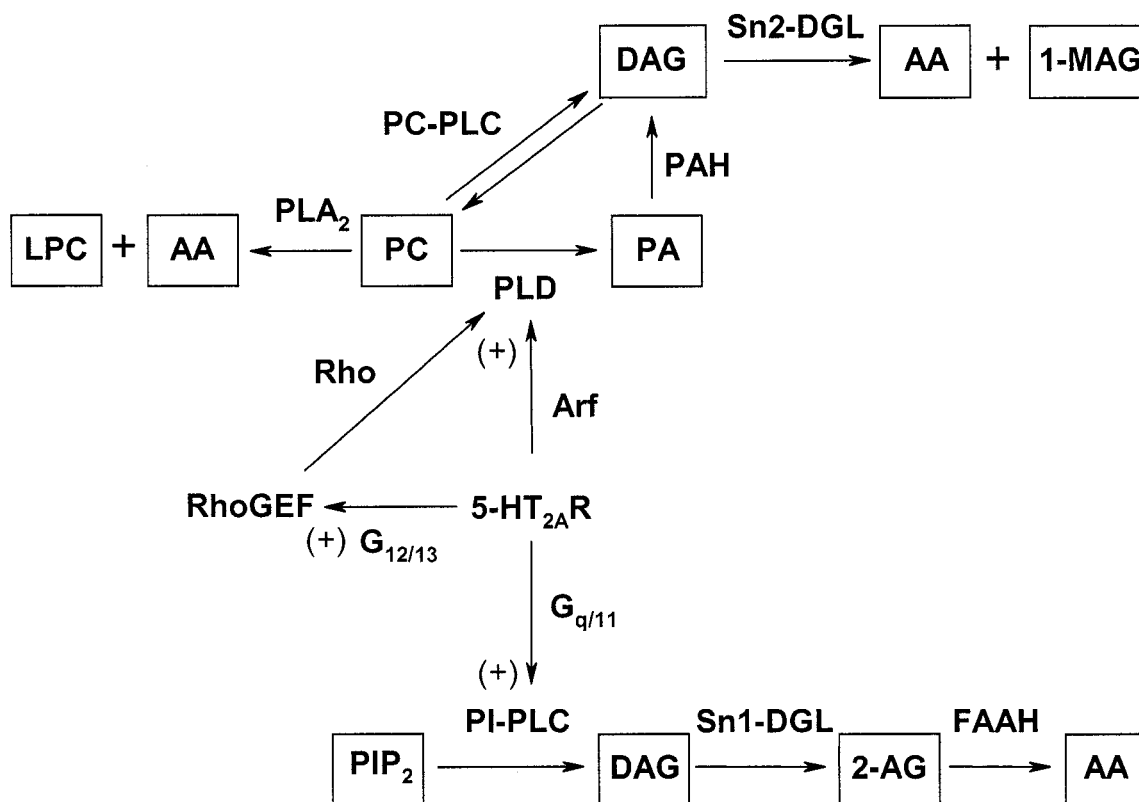 Sn2-DGL
DAG
AA + 1-MAG
PC-PLC
PAH
PLA₂
LPC + AA
PC
PA
PLD
(+)
Rho
Arf
RhoGEF
5-HT₂ₐR
(+) G₁₂/₁₃
Gq/₁₁
(+)
PI-PLC
Sn1-DGL
FAAH
PIP₂
DAG
2-AG
AA